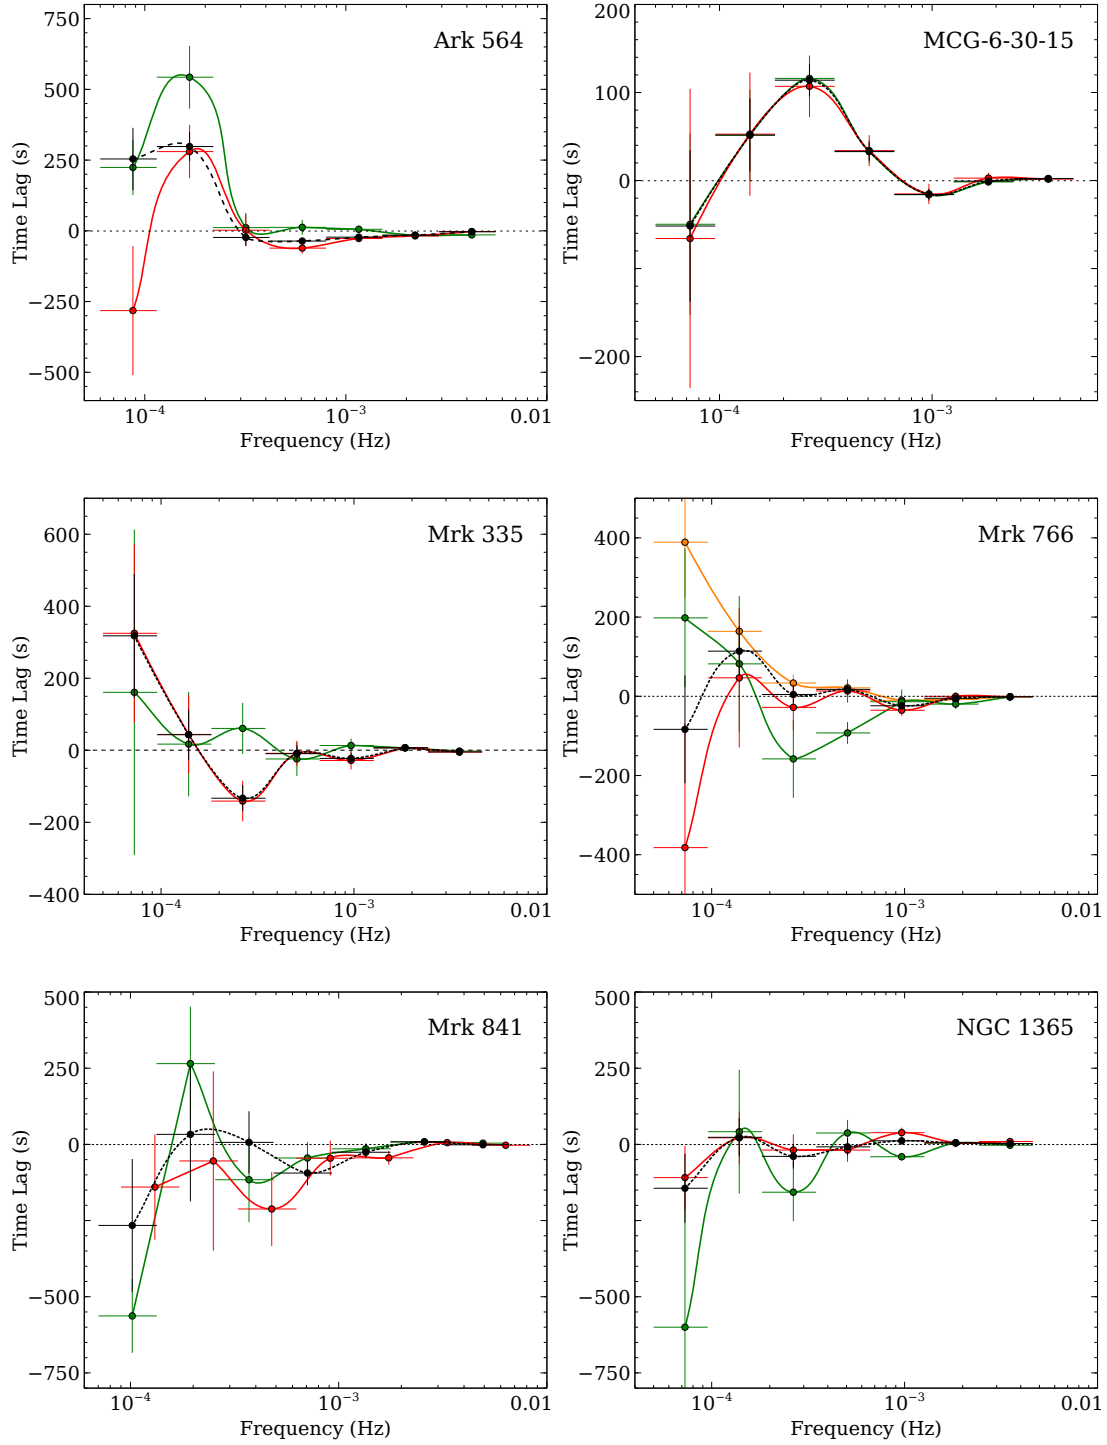 Ark 564
750
500
250
0
−250
−500
Time Lag (s)
10⁻⁴
10⁻³
0.01
Frequency (Hz)
MCG-6-30-15
200
100
0
−200
Time Lag (s)
10⁻⁴
10⁻³
Frequency (Hz)
Mrk 335
600
400
200
0
−200
−400
Time Lag (s)
10⁻⁴
10⁻³
0.01
Frequency (Hz)
Mrk 766
400
200
0
−200
−400
Time Lag (s)
10⁻⁴
10⁻³
0.01
Frequency (Hz)
Mrk 841
500
250
0
−500
−750
Time Lag (s)
10⁻⁴
10⁻³
0.01
Frequency (Hz)
NGC 1365
500
250
0
−500
−750
Time Lag (s)
10⁻⁴
10⁻³
0.01
Frequency (Hz)